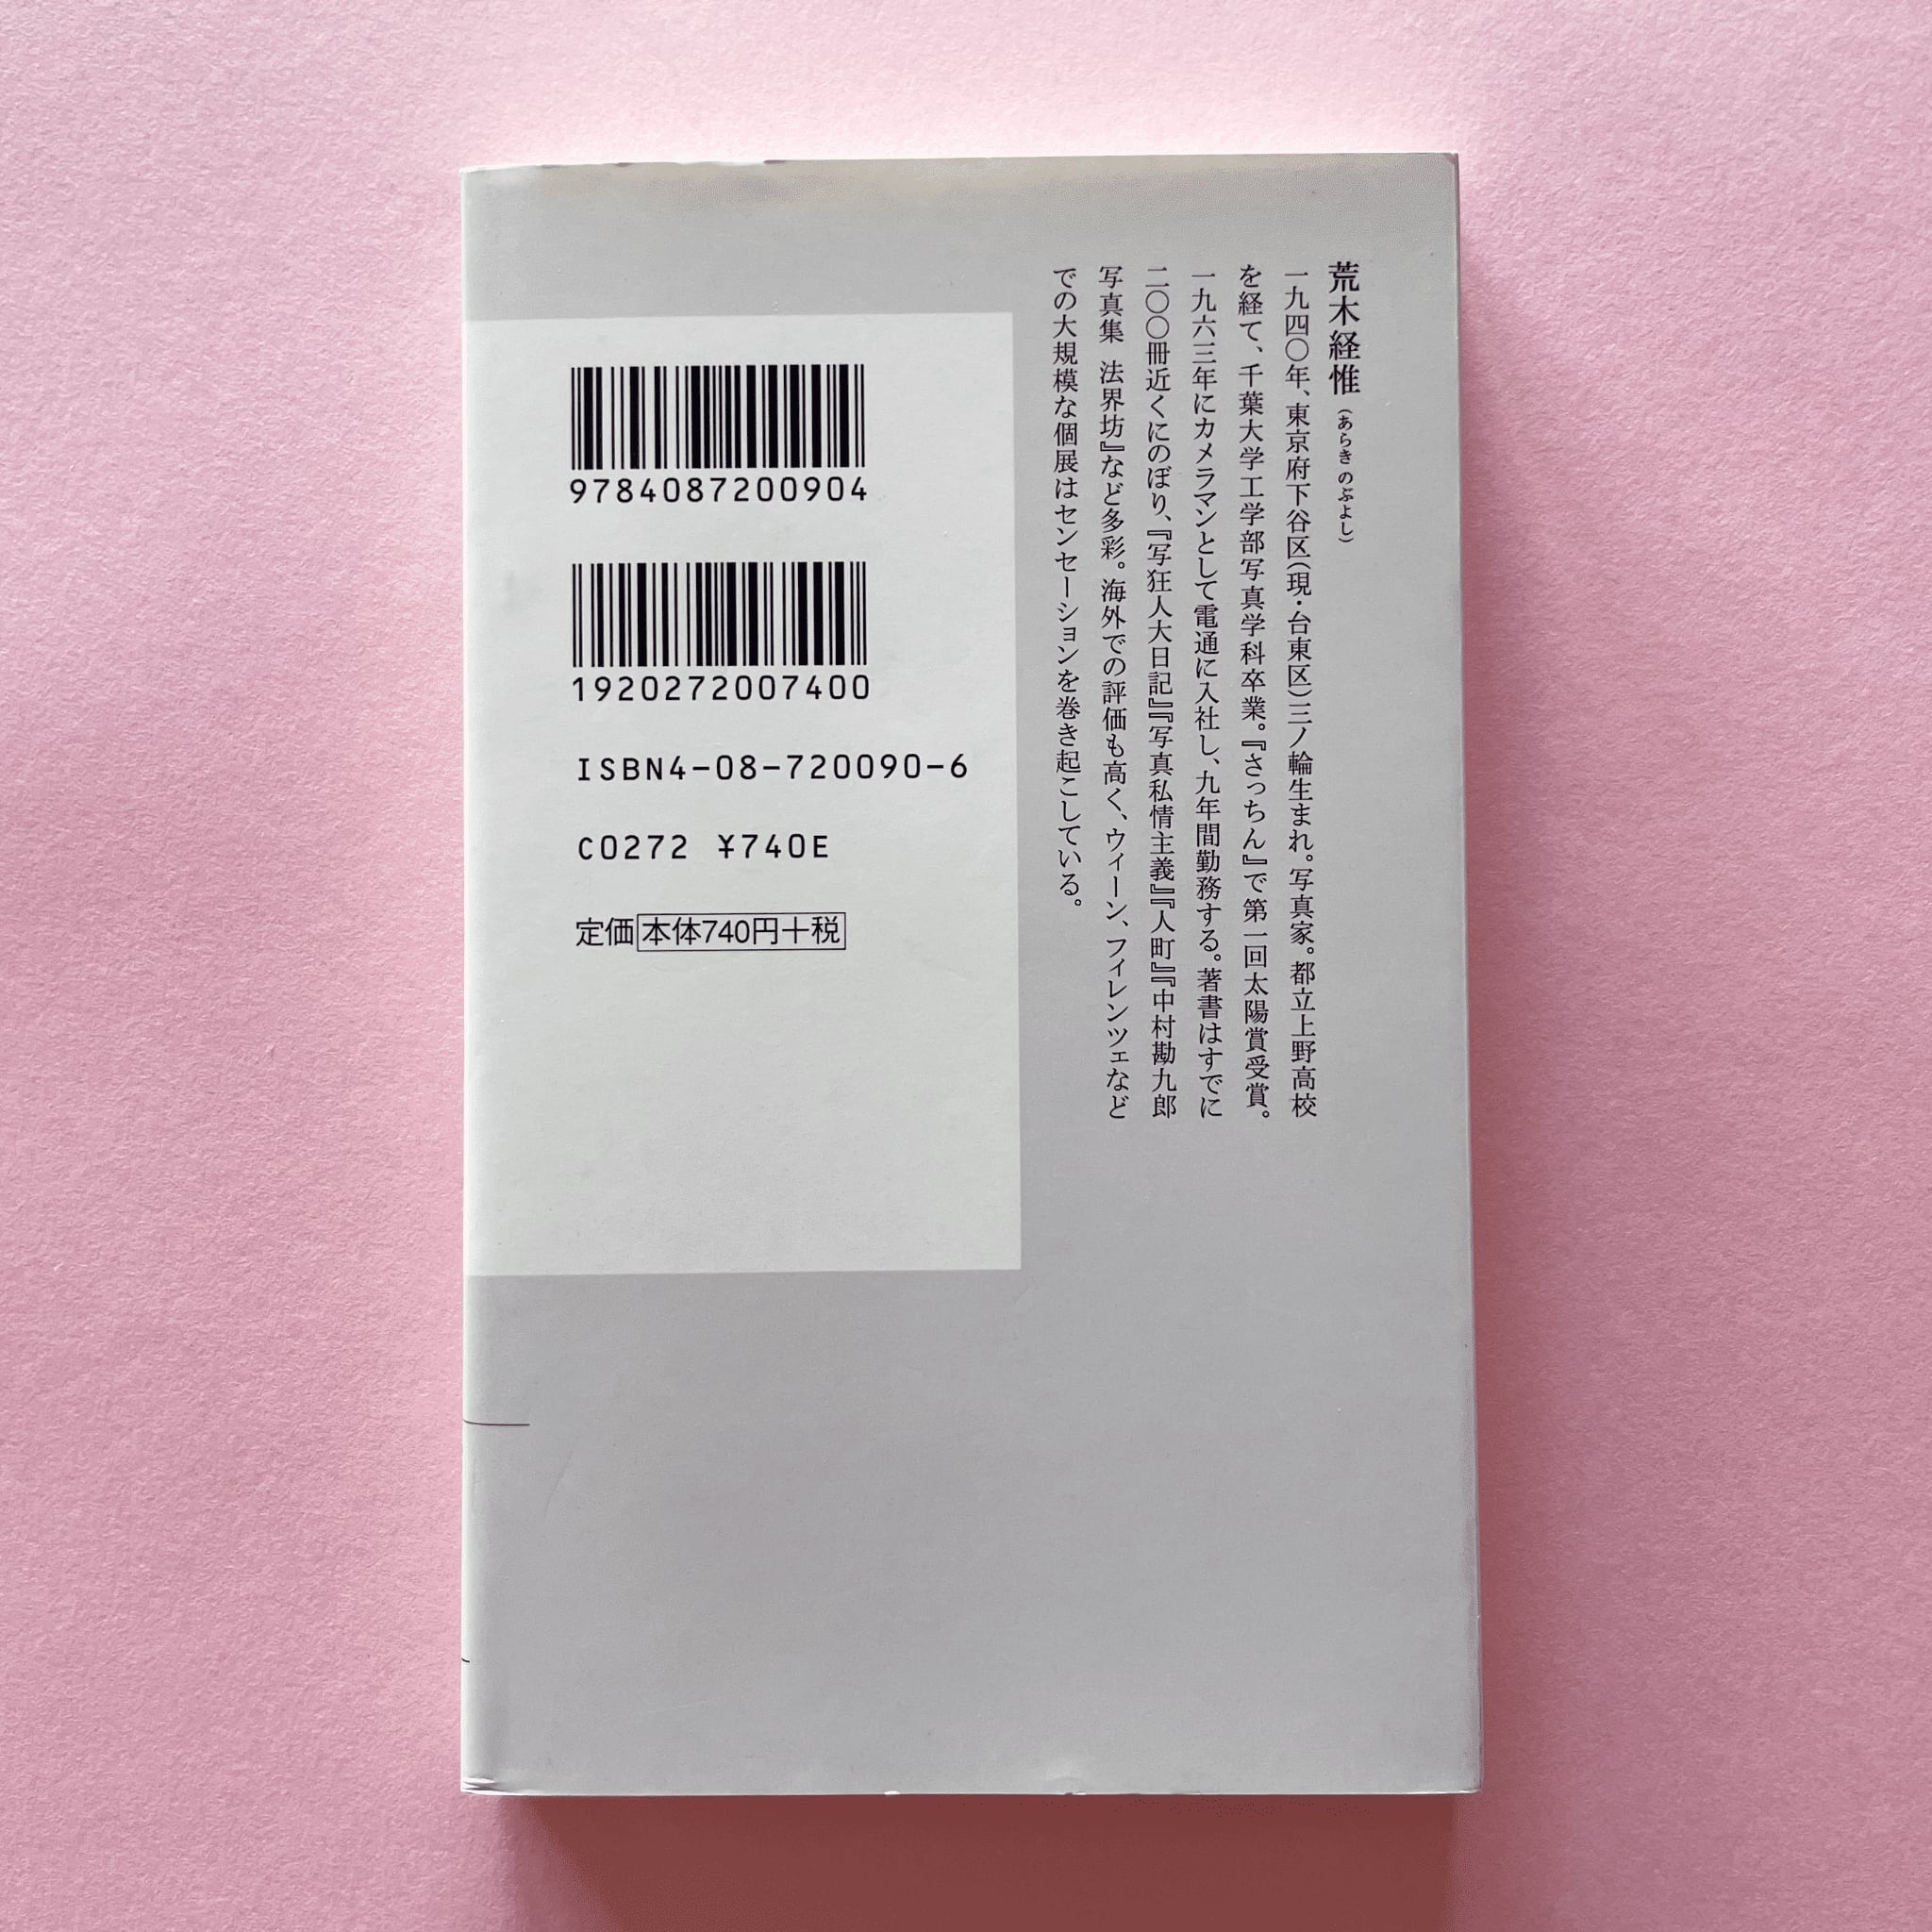 荒木経惟(あらき のぶよし)
一九四〇年、東京府下谷区(現・台東区)三ノ輪生まれ。写真家。都立上野高校
を経て、千葉大学工学部写真学科卒業。『さっちん』で第一回太陽賞受賞。
一九六三年にカメラマンとして電通に入社し、九年間勤務する。著書はすでに
二〇〇冊近くにのぼり、『写狂人大日記』『写真私情主義』『人町』『中村勘九郎
写真集 法界坊』など多彩。海外での評価も高く、ウィーン、フィレンツェなど
での大規模な個展はセンセーションを巻き起こしている。
9784087200904
1920272007400
ISBN4-08-720090-6
C0272 ¥740E
定価 本体740円十税